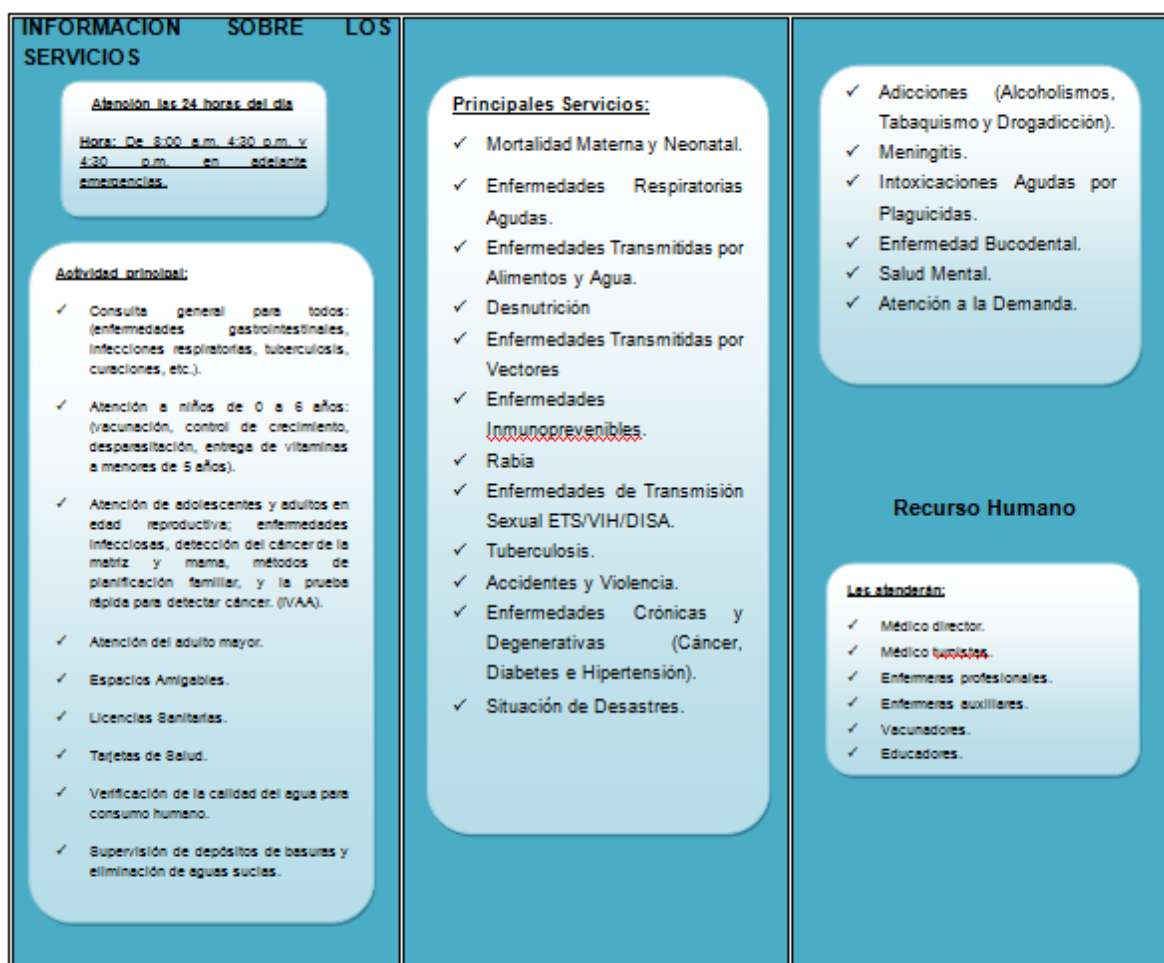 INFORMACION SOBRE LOS
SERVICIOS
Atención las 24 horas del día
Hora: De 8:00 a.m. 4:30 p.m. y
4:30 p.m. en adelante
emergencias.
Actividad principal:
✓ Consulta general para todos:
(enfermedades gastrointestinales,
infecciones respiratorias, tuberculosis,
curaciones, etc.).
✓ Atención a niños de 0 a 6 años:
(vacunación, control de crecimiento,
desparasitación, entrega de vitaminas
a menores de 5 años).
✓ Atención de adolescentes y adultos en
edad reproductiva; enfermedades
infecciosas, detección del cáncer de la
matriz y mama, métodos de
planificación familiar, y la prueba
rápida para detectar cáncer. (IVAA).
✓ Atención del adulto mayor.
✓ Espacios Amigables.
✓ Licencias Sanitarias.
✓ Tarjetas de Salud.
✓ Verificación de la calidad del agua para
consumo humano.
✓ Supervisión de depósitos de basuras y
eliminación de aguas sucias.
Principales Servicios:
✓ Mortalidad Materna y Neonatal.
✓ Enfermedades Respiratorias
Agudas.
✓ Enfermedades Transmitidas por
Alimentos y Agua.
✓ Desnutrición
✓ Enfermedades Transmitidas por
Vectores
✓ Enfermedades
Inmunoprevenibles.
✓ Rabia
✓ Enfermedades de Transmisión
Sexual ETS/VIH/DISA.
✓ Tuberculosis.
✓ Accidentes y Violencia.
✓ Enfermedades Crónicas y
Degenerativas (Cáncer,
Diabetes e Hipertensión).
✓ Situación de Desastres.
✓ Adicciones (Alcoholismos,
Tabaquismo y Drogadicción).
✓ Meningitis.
✓ Intoxicaciones Agudas por
Plaguicidas.
✓ Enfermedad Bucodental.
✓ Salud Mental.
✓ Atención a la Demanda.
Recurso Humano
Les atenderán:
✓ Médico director.
✓ Médico turnistas.
✓ Enfermeras profesionales.
✓ Enfermeras auxiliares.
✓ Vacunadores.
✓ Educadores.